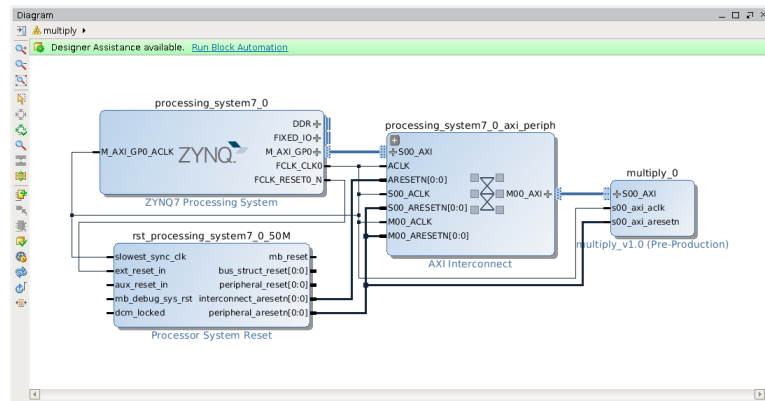 Diagram
multiply
Designer Assistance available. Run Block Automation
processing_system7_0
DDR
FIXED_IO
M_AXI_GP0_ACLK
ZYNQ
M_AXI_GP0
FCLK_CLK0
FCLK_RESET0_N
ZYNQ7 Processing System
rst_processing_system7_0_50M
slowest_sync_clk
mb_reset
ext_reset_in
bus_struct_reset[0:0]
aux_reset_in
peripheral_reset[0:0]
mb_debug_sys_rst
interconnect_aresetn[0:0]
dcm_locked
peripheral_aresetn[0:0]
Processor System Reset
processing_system7_0_axi_periph
S00_AXI
ACLK
ARESETN[0:0]
S00_ACLK
M00_AXI
S00_ARESETN[0:0]
M00_ACLK
M00_ARESETN[0:0]
AXI Interconnect
multiply_0
S00_AXI
s00_axi_aclk
s00_axi_aresetn
multiply_v1.0 (Pre-Production)